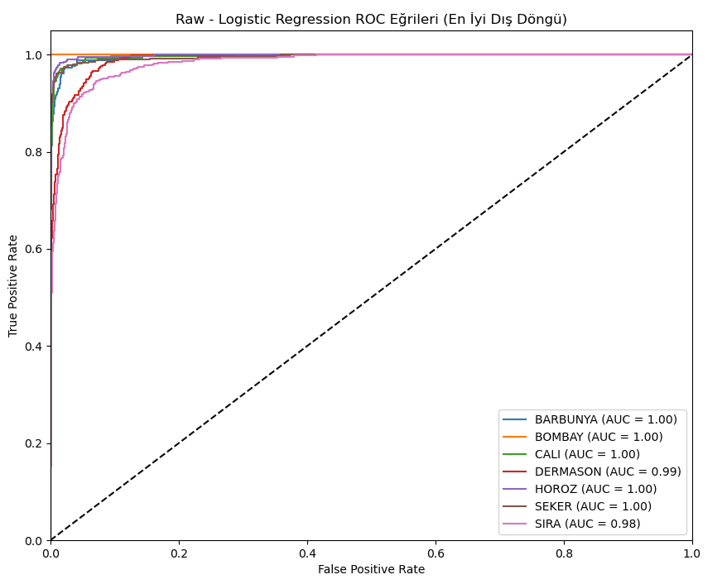 Raw - Logistic Regression ROC Eğrileri (En İyi Dış Döngü)
True Positive Rate
1.0
0.8
0.6
0.4
0.2
0.0
BARBUNYA (AUC = 1.00)
BOMBAY (AUC = 1.00)
CALI (AUC = 1.00)
DERMASON (AUC = 0.99)
HOROZ (AUC = 1.00)
SEKER (AUC = 1.00)
SIRA (AUC = 0.98)
0.0 0.2 0.4 0.6 0.8 1.0
False Positive Rate